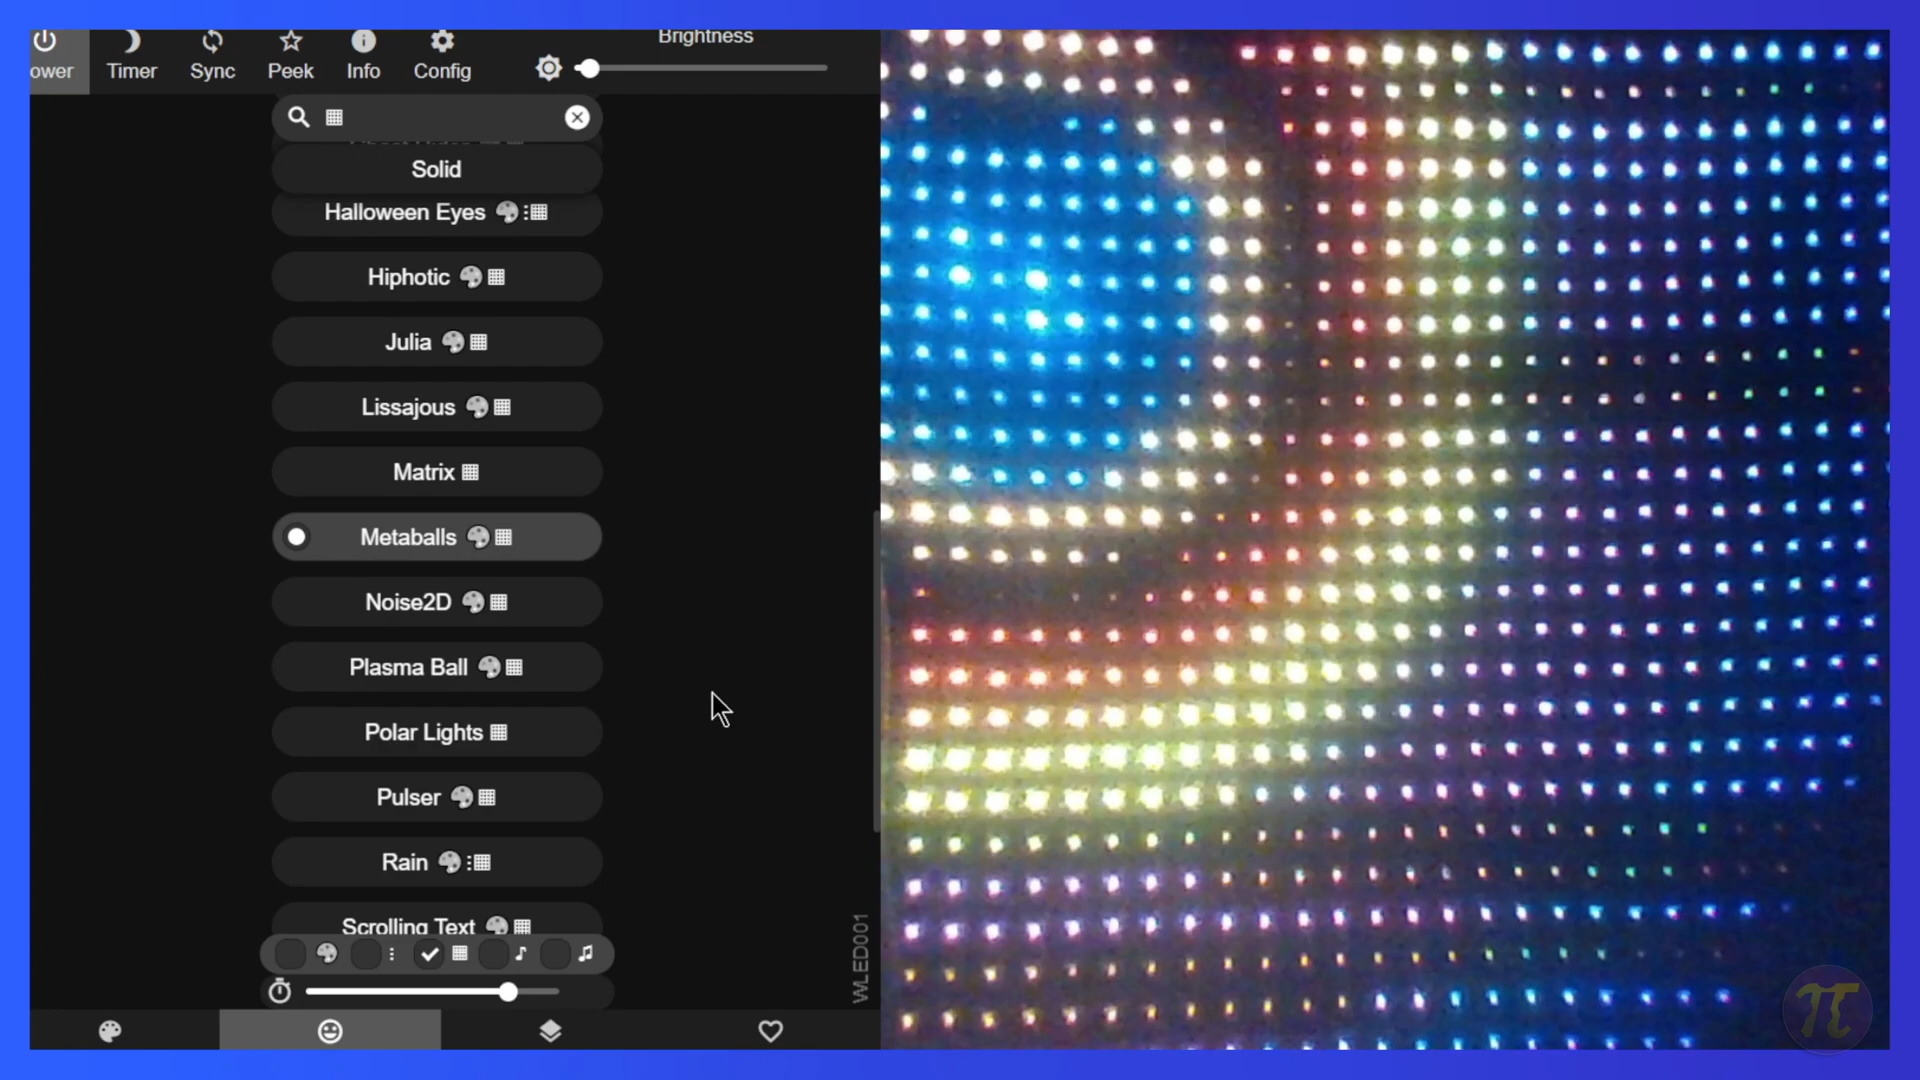 ower
Timer
Sync
Peek
Info
Config
Brightness
Solid
Halloween Eyes
Hiphotic
Julia
Lissajous
Matrix
Metaballs
Noise2D
Plasma Ball
Polar Lights
Pulser
Rain
Scrolling Text
WLED001
π